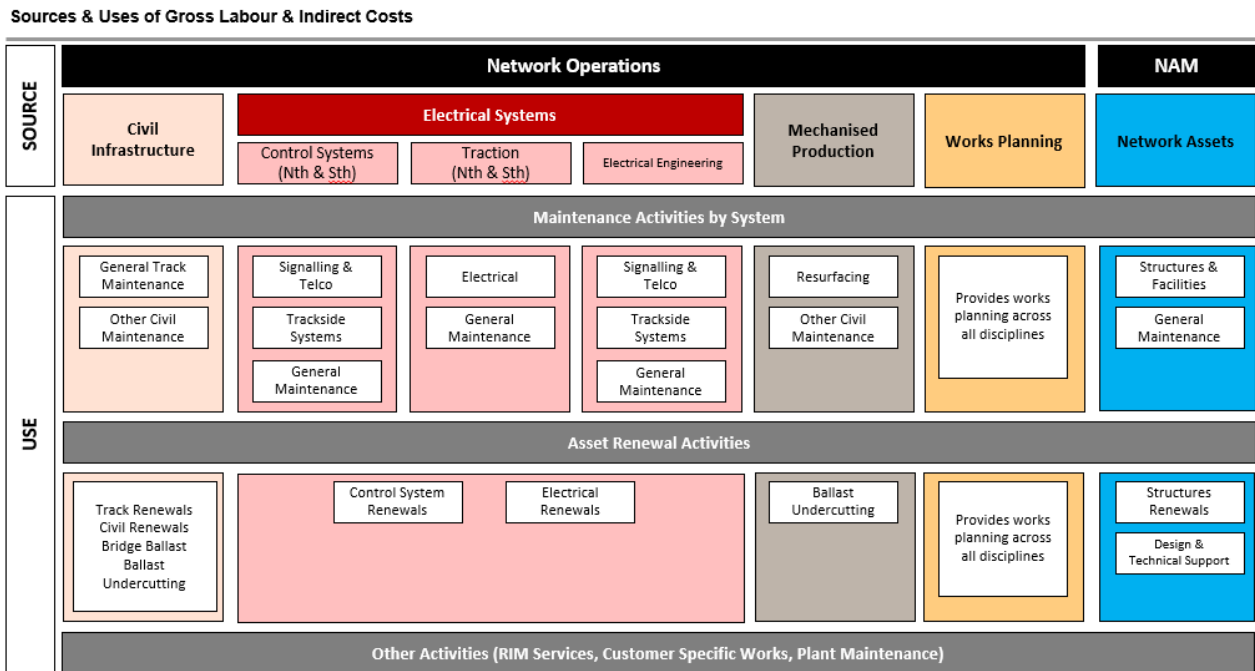 Sources & Uses of Gross Labour & Indirect Costs
SOURCE
Network Operations
NAM
Civil
Infrastructure
Electrical Systems
Control Systems
(Nth & Sth)
Traction
(Nth & Sth)
Electrical Engineering
Mechanised
Production
Works Planning
Network Assets
USE
Maintenance Activities by System
General Track
Maintenance
Other Civil
Maintenance
Signalling &
Telco
Trackside
Systems
General
Maintenance
Electrical
General
Maintenance
Signalling &
Telco
Trackside
Systems
General
Maintenance
Resurfacing
Other Civil
Maintenance
Provides works
planning across
all disciplines
Structures &
Facilities
General
Maintenance
Asset Renewal Activities
Track Renewals
Civil Renewals
Bridge Ballast
Ballast
Undercutting
Control System
Renewals
Electrical
Renewals
Ballast
Undercutting
Provides works
planning across
all disciplines
Structures
Renewals
Design &
Technical Support
Other Activities (RIM Services, Customer Specific Works, Plant Maintenance)